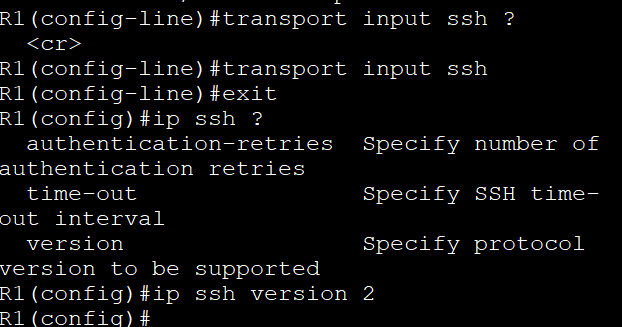 R1(config-line)#transport input ssh ?
  <cr>
R1(config-line)#transport input ssh
R1(config-line)#exit
R1(config)#ip ssh ?
  authentication-retries  Specify number of
authentication retries
  time-out                Specify SSH time-
out interval
  version                 Specify protocol
version to be supported
R1(config)#ip ssh version 2
R1(config)#